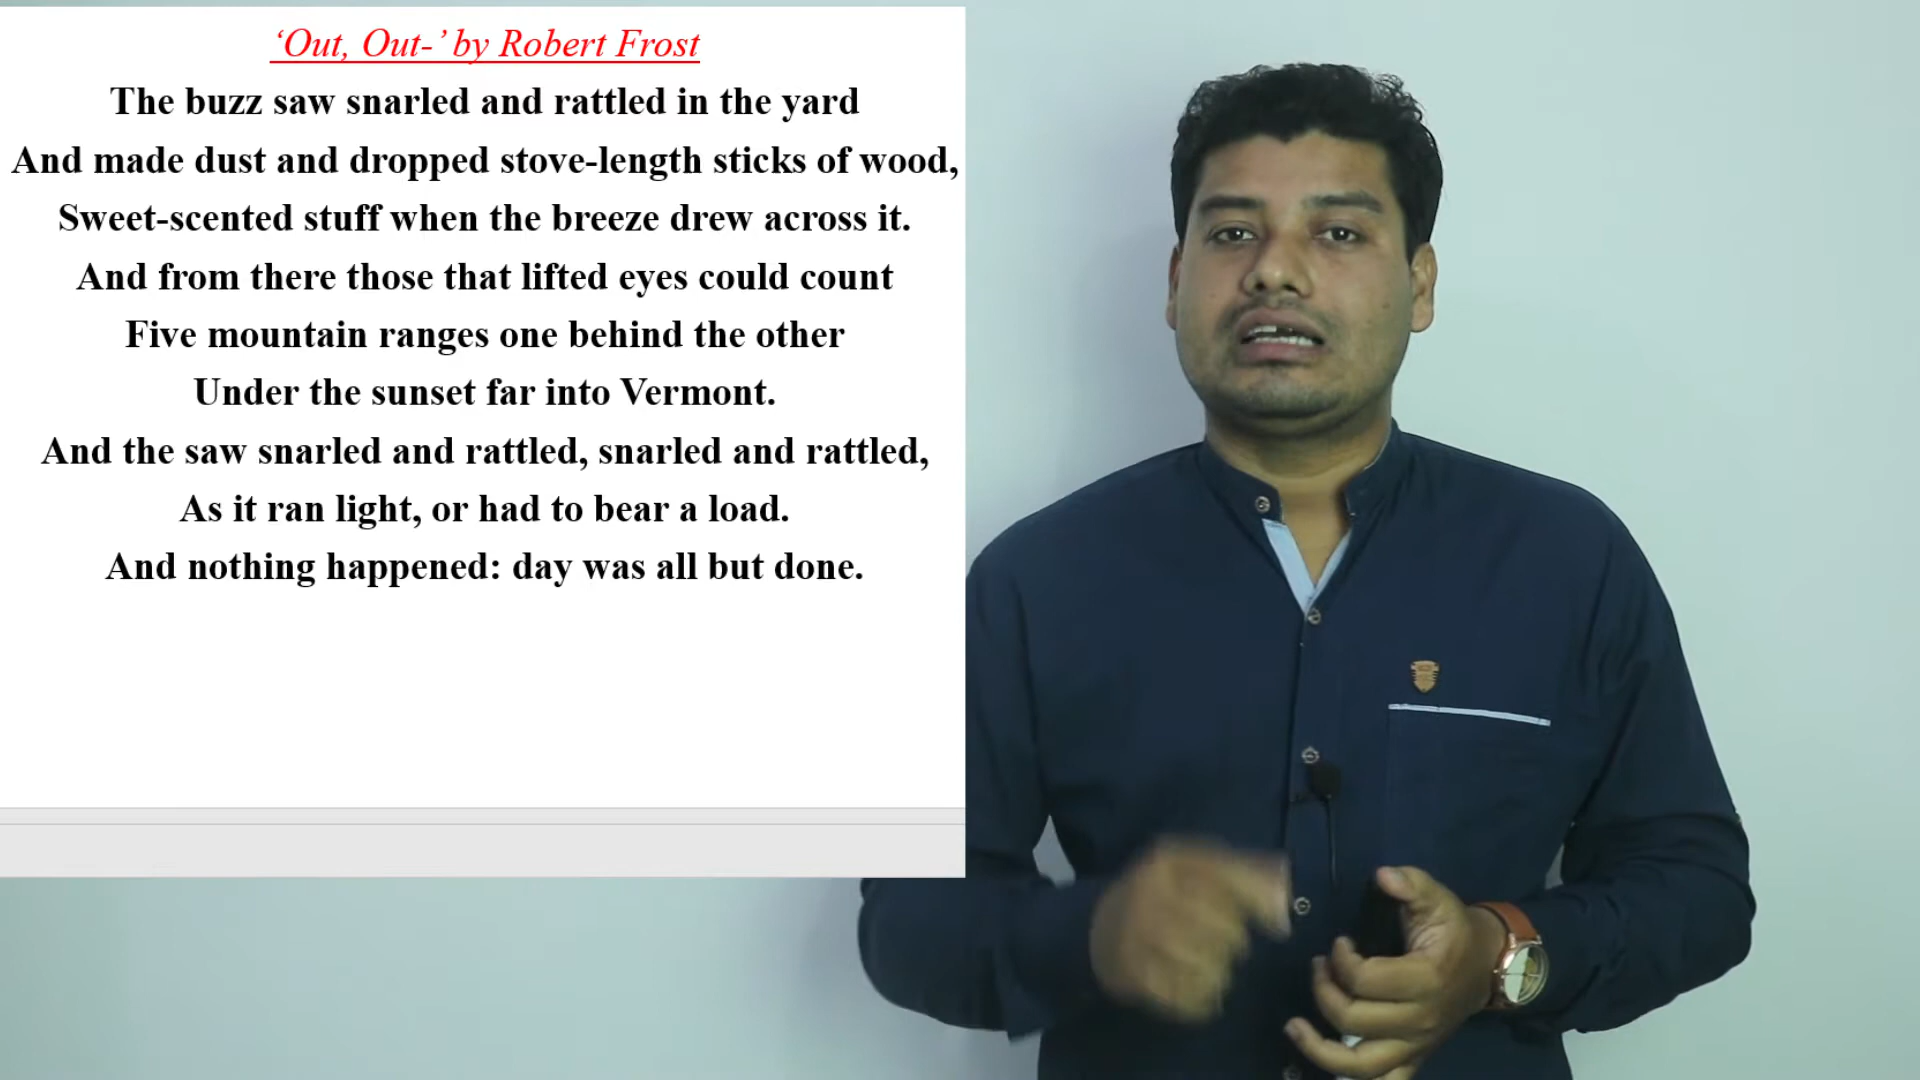 ‘Out, Out-’ by Robert Frost
The buzz saw snarled and rattled in the yard
And made dust and dropped stove-length sticks of wood,
Sweet-scented stuff when the breeze drew across it.
And from there those that lifted eyes could count
Five mountain ranges one behind the other
Under the sunset far into Vermont.
And the saw snarled and rattled, snarled and rattled,
As it ran light, or had to bear a load.
And nothing happened: day was all but done.